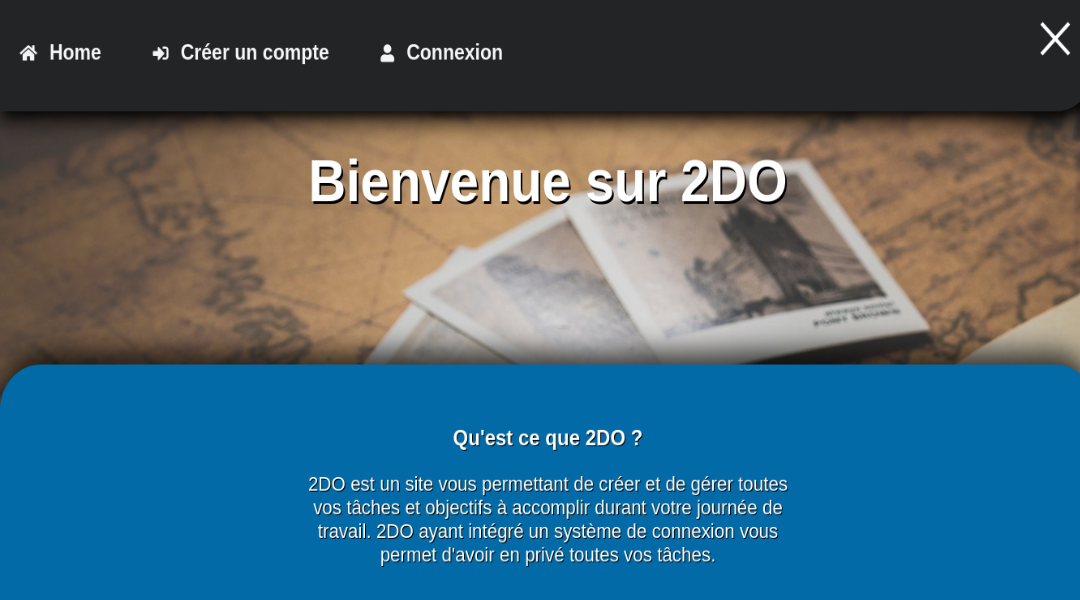 Home Créer un compte Connexion
Bienvenue sur 2DO
Qu'est ce que 2DO ?
2DO est un site vous permettant de créer et de gérer toutes
vos tâches et objectifs à accomplir durant votre journée de
travail. 2DO ayant intégré un système de connexion vous
permet d'avoir en privé toutes vos tâches.